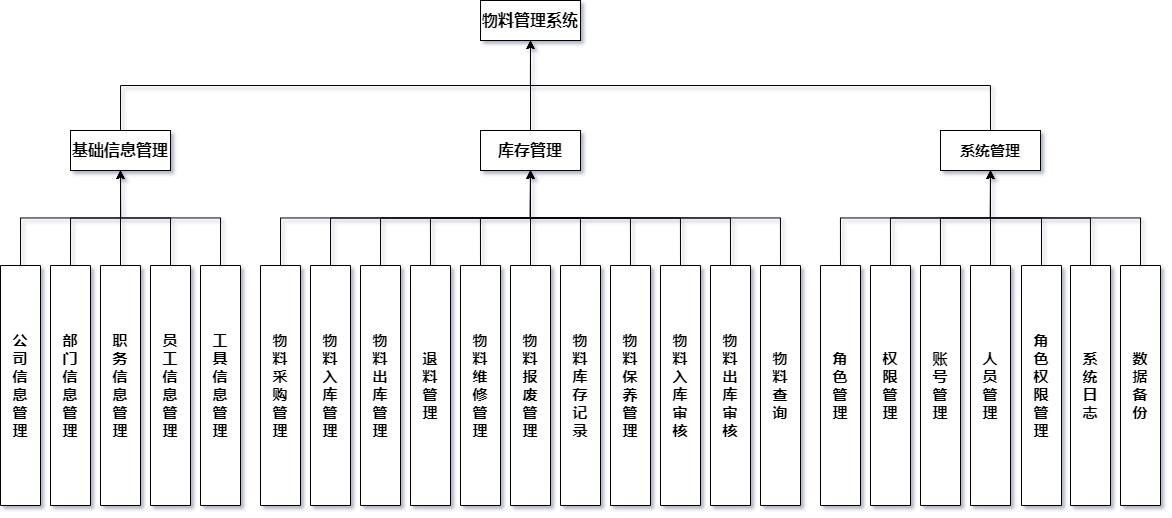 物料管理系统
基础信息管理
库存管理
系统管理
公司信息管理
部门信息管理
职务信息管理
员工信息管理
工具信息管理
物料采购管理
物料入库管理
物料出库管理
退料管理
物料维修管理
物料报废管理
物料库存记录
物料保养管理
物料入库审核
物料出库审核
物料查询
角色管理
权限管理
账号管理
人员管理
角色权限管理
系统日志
数据备份